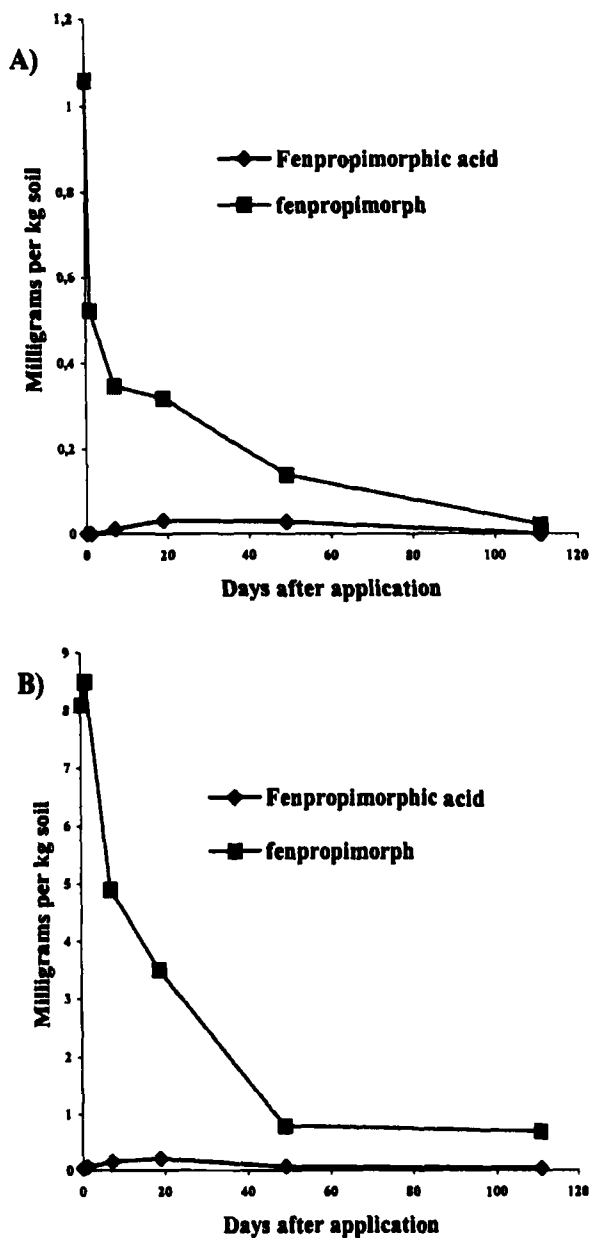 A)
1,2
1
0,8
0,6
0,4
0,2
0
Milligrams per kg soil
Fenpropimorphic acid
fenpropimorph
0 20 40 60 80 100 120
Days after application
B)
9
8
7
6
5
4
3
2
1
0
Milligrams per kg soil
Fenpropimorphic acid
fenpropimorph
0 20 40 60 80 100 120
Days after application